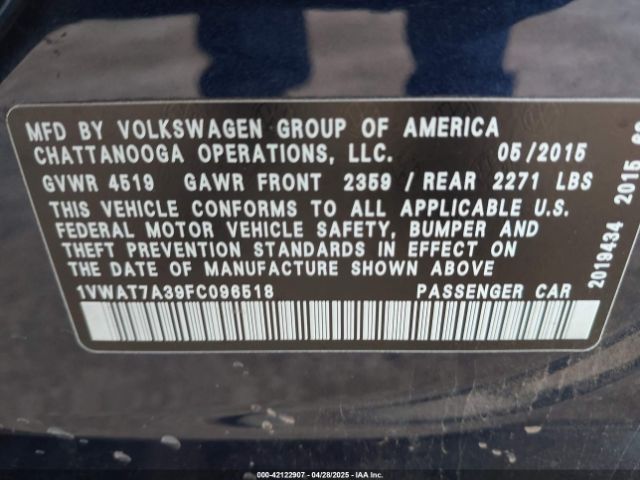 MFD BY VOLKSWAGEN GROUP OF AMERICA
CHATTANOOGA OPERATIONS, LLC. 05/2015
GVWR 4519 GAWR FRONT 2359 / REAR 2271 LBS
THIS VEHICLE CONFORMS TO ALL APPLICABLE U.S.
FEDERAL MOTOR VEHICLE SAFETY, BUMPER AND
THEFT PREVENTION STANDARDS IN EFFECT ON
THE DATE OF MANUFACTURE SHOWN ABOVE
1VWAT7A39FC096518 PASSENGER CAR
2019434 2015
000-42122907 | 04/28/2025 | IAA Inc.